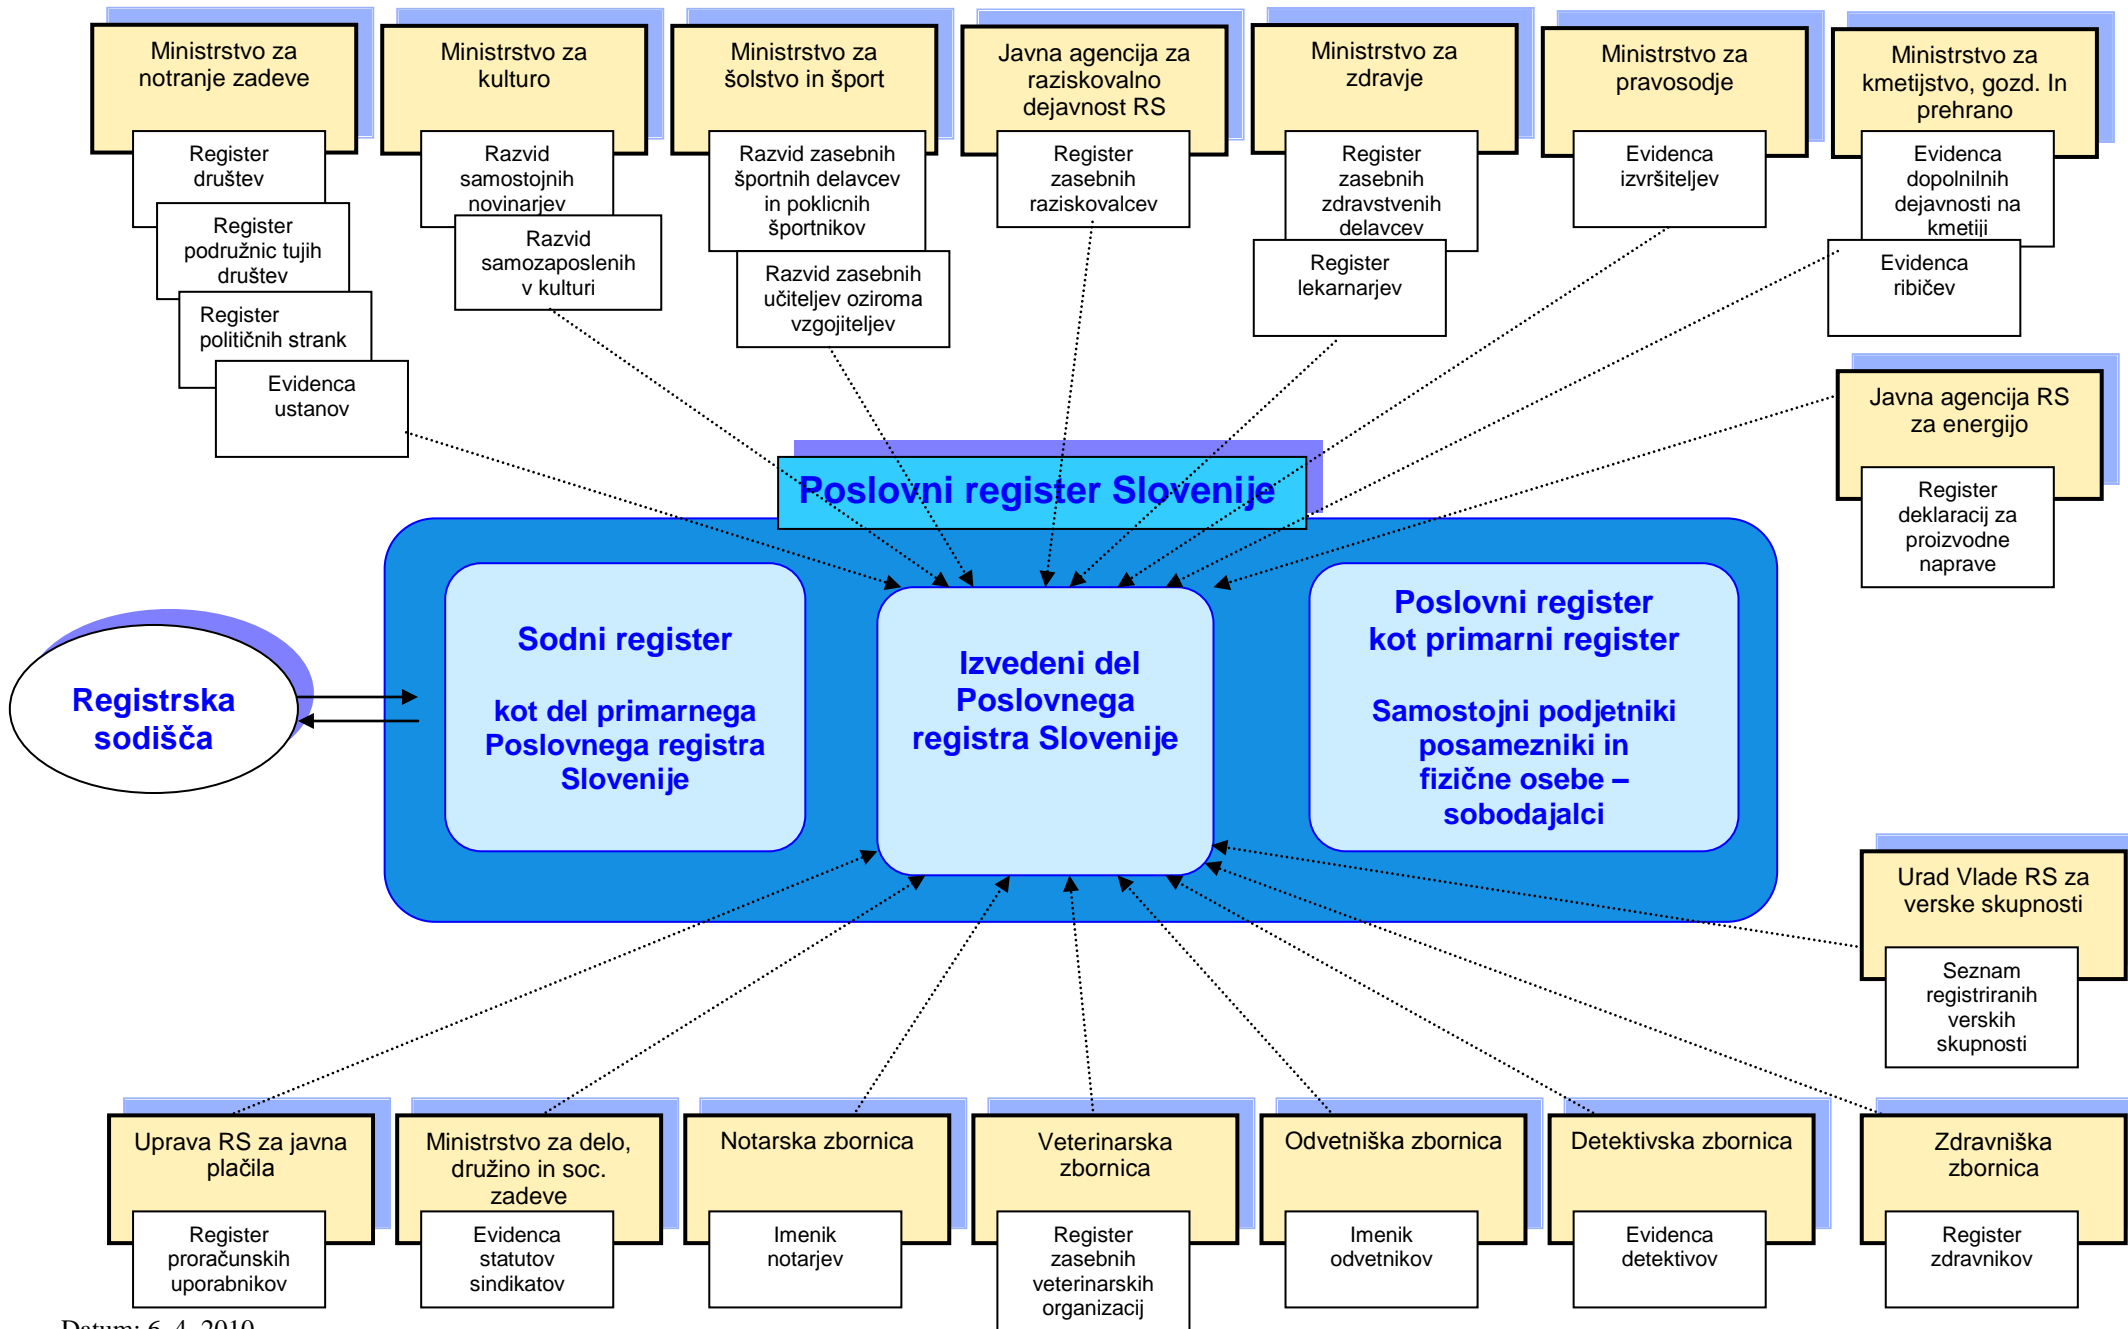 Ministrstvo za
notranje zadeve
Register
društev
Register
podružnic tujih
društev
Register
političnih strank
Evidenca
ustanov
Ministrstvo za
kulturo
Razvid
samostojnih
novinarjev
Razvid
samozaposlenih
v kulturi
Ministrstvo za
šolstvo in šport
Razvid zasebnih
športnih delavcev
in poklicnih
športnikov
Razvid zasebnih
učiteljev oziroma
vzgojiteljev
Javna agencija za
raziskovalno
dejavnost RS
Register
zasebnih
raziskovalcev
Ministrstvo za
zdravje
Register
zasebnih
zdravstvenih
delavcev
Register
lekarnarjev
Ministrstvo za
pravosodje
Evidenca
izvršiteljev
Ministrstvo za
kmetijstvo, gozd. In
prehrano
Evidenca
dopolnilnih
dejavnosti na
kmetiji
Evidenca
ribičev
Javna agencija RS
za energijo
Register
deklaracij za
proizvodne
naprave
Poslovni register Slovenije
Registrska
sodišča
Sodni register
kot del primarnega
Poslovnega registra
Slovenije
Izvedeni del
Poslovnega
registra Slovenije
Poslovni register
kot primarni register
Samostojni podjetniki
posamezniki in
fizične osebe –
sobodajalci
Urad Vlade RS za
verske skupnosti
Seznam
registriranih
verskih
skupnosti
Uprava RS za javna
plačila
Register
proračunskih
uporabnikov
Ministrstvo za delo,
družino in soc.
zadeve
Evidenca
statutov
sindikatov
Notarska zbornica
Imenik
notarjev
Veterinarska
zbornica
Register
zasebnih
veterinarskih
organizacij
Odvetniška zbornica
Imenik
odvetnikov
Detektivska zbornica
Evidenca
detektivov
Zdravniška
zbornica
Register
zdravnikov
Datum: 6. 4. 2010